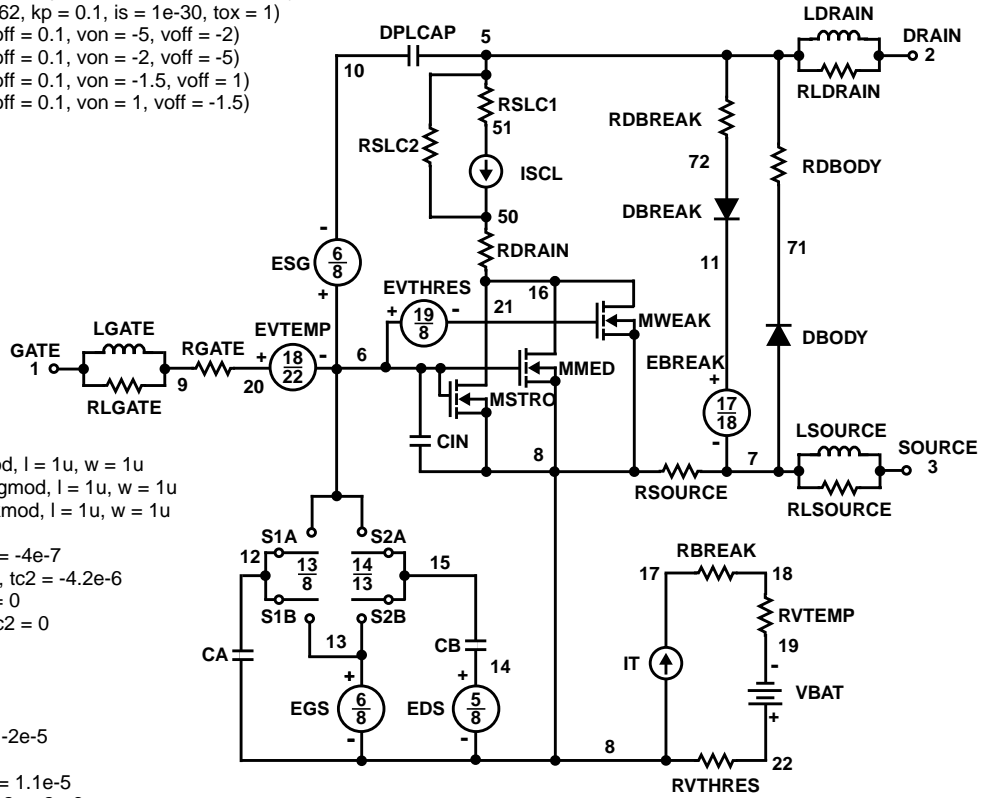 62, kp = 0.1, is = 1e-30, tox = 1)
off = 0.1, von = -5, voff = -2)
off = 0.1, von = -2, voff = -5)
off = 0.1, von = -1.5, voff = 1)
off = 0.1, von = 1, voff = -1.5)
LDRAIN
DPLCAP
5
DRAIN
2
10
RLDRAIN
RSLC1
51
RDBREAK
RSLC2
72
RDBODY
ISCL
DBREAK
50
RDRAIN
71
ESG
6
8
11
EVTHRES
16
21
19
8
MWEAK
LGATE
EVTEMP
DBODY
GATE
1
RGATE
18
22
6
MMED
EBREAK
9
20
MSTRO
17
18
RLGATE
CIN
LSOURCE
8
7
SOURCE
3
RSOURCE
RLSOURCE
od, l = 1u, w = 1u
gmod, l = 1u, w = 1u
kmod, l = 1u, w = 1u
= -4e-7
, tc2 = -4.2e-6
= 0
c2 = 0
S1A
S2A
12
13
8
14
13
15
S1B
S2B
RBREAK
17
18
RVTEMP
13
CB
19
CA
14
IT
VBAT
EGS
6
8
EDS
5
8
8
22
RVTHRES
-2e-5
= 1.1e-5